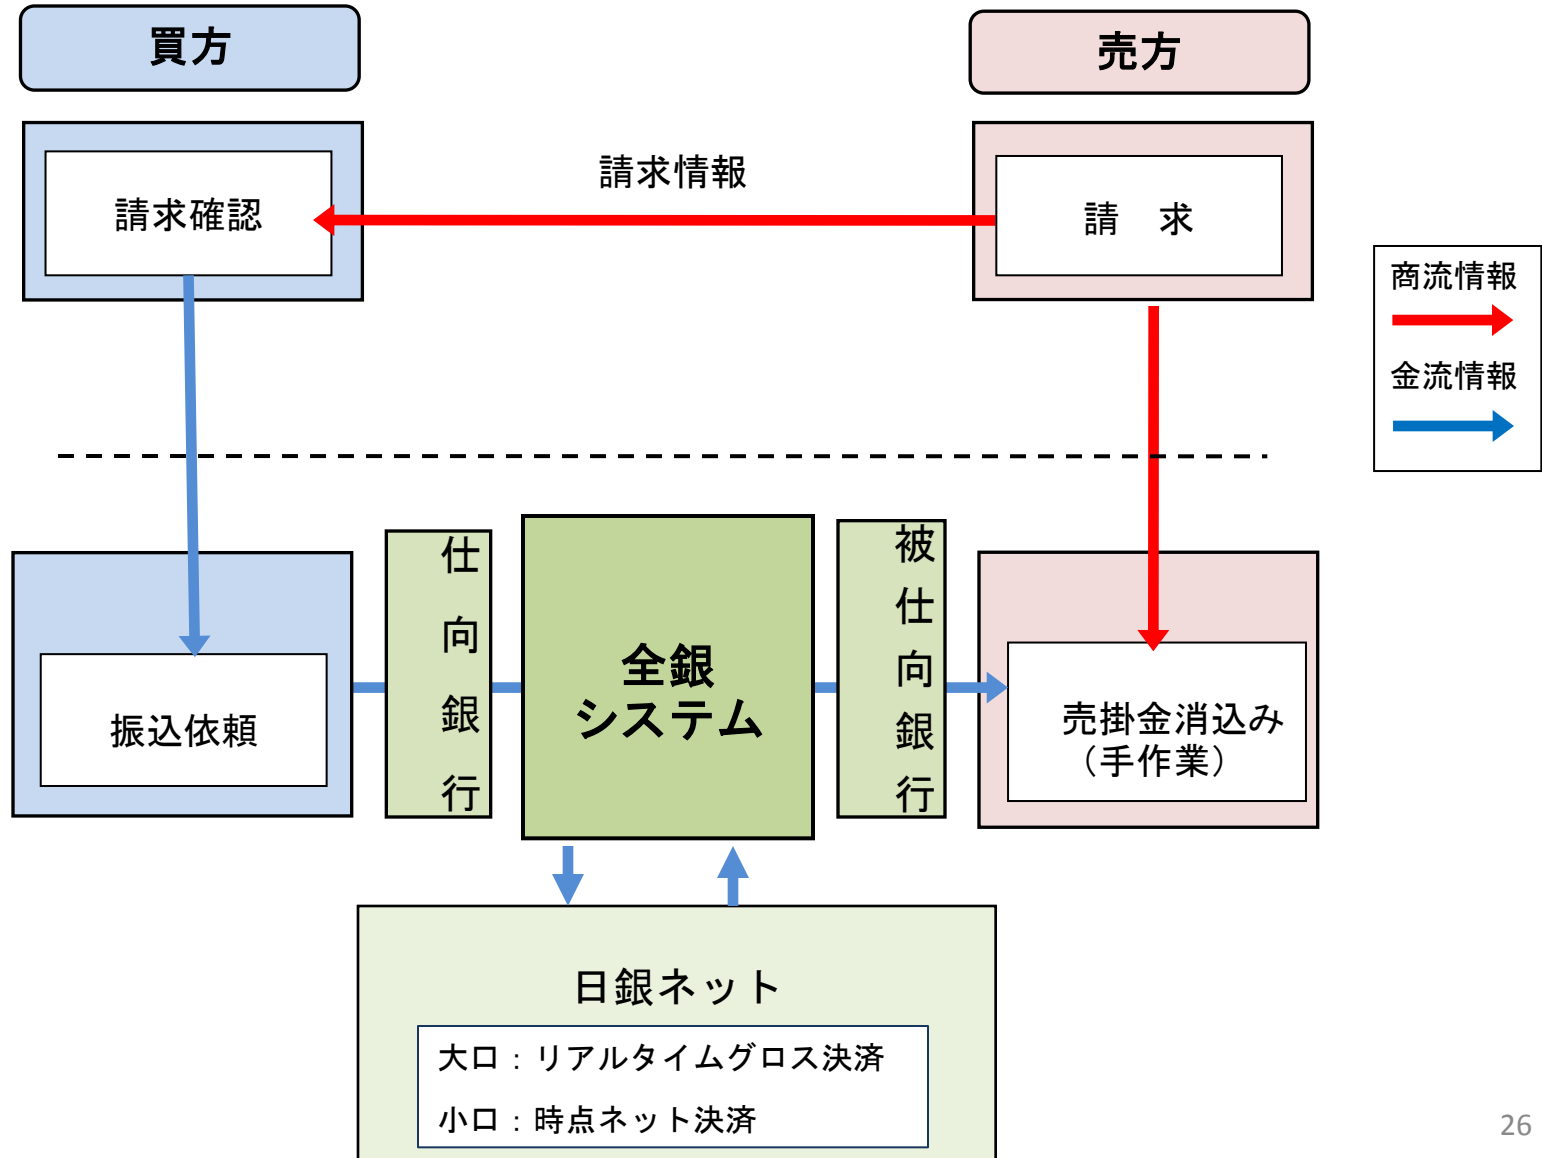 買方
売方
請求情報
請求確認
請　求
商流情報
金流情報
仕向銀行
被仕向銀行
全銀
システム
振込依頼
売掛金消込み
（手作業）
日銀ネット
大口：リアルタイムグロス決済
小口：時点ネット決済
26